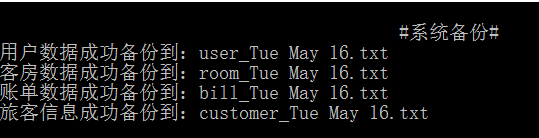 #系统备份#
用户数据成功备份到：user_Tue May 16.txt
客房数据成功备份到：room_Tue May 16.txt
账单数据成功备份到：bill_Tue May 16.txt
旅客信息成功备份到：customer_Tue May 16.txt